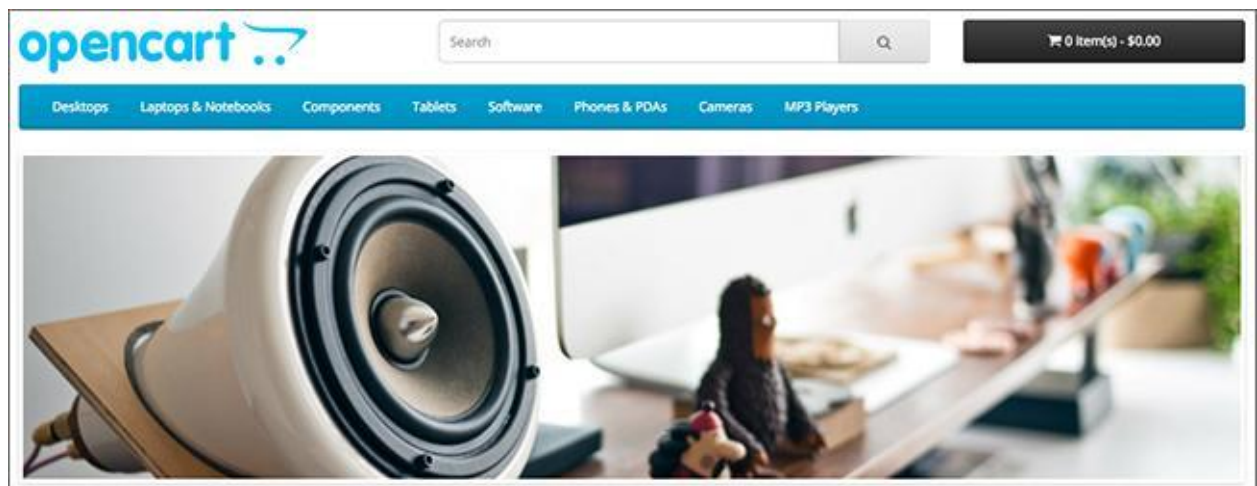 opencart
Search
0 item(s) - $0.00
Desktops Laptops & Notebooks Components Tablets Software Phones & PDAs Cameras MP3 Players